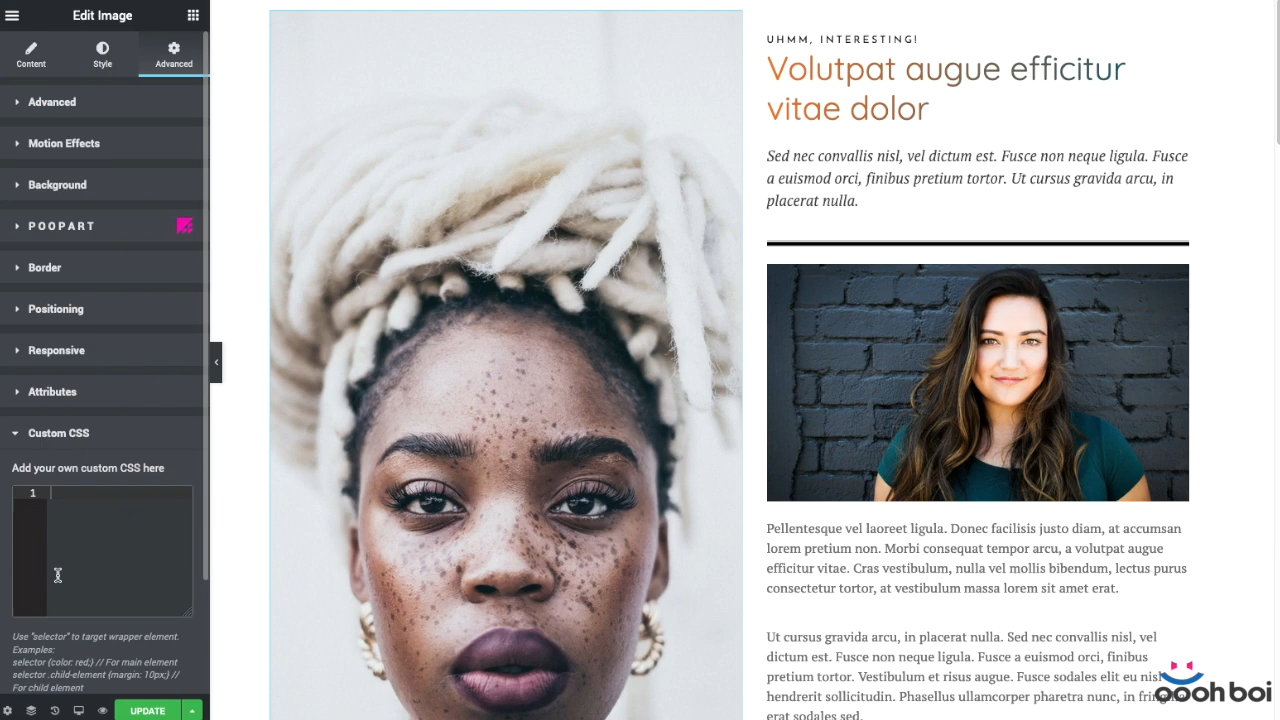 Edit Image
Content
Style
Advanced
Advanced
Motion Effects
Background
POOPART
Border
Positioning
Responsive
Attributes
Custom CSS
Add your own custom CSS here
1
Use "selector" to target wrapper element.
Examples:
selector {color: red;} // For main element
selector .child-element {margin: 10px;} //
For child element
UPDATE
UHMM, INTERESTING!
Volutpat augue efficitur
vitae dolor
Sed nec convallis nisl, vel dictum est. Fusce non neque ligula. Fusce
a euismod orci, finibus pretium tortor. Ut cursus gravida arcu, in
placerat nulla.
Pellentesque vel laoreet ligula. Donec facilisis justo diam, at accumsan
lorem pretium non. Morbi consequat tempor arcu, a volutpat augue
efficitur vitae. Cras vestibulum, nulla vel mollis bibendum, lectus purus
consectetur tortor, at vestibulum massa lorem sit amet erat.
Ut cursus gravida arcu, in placerat nulla. Sed nec convallis nisl, vel
dictum est. Fusce non neque ligula. Fusce a euismod orci, finibus
pretium tortor. Vestibulum et risus augue. Fusce sodales elit eu nisl
hendrerit sollicitudin. Phasellus ullamcorper pharetra nunc, in
erat sodales sed.
oooh boi